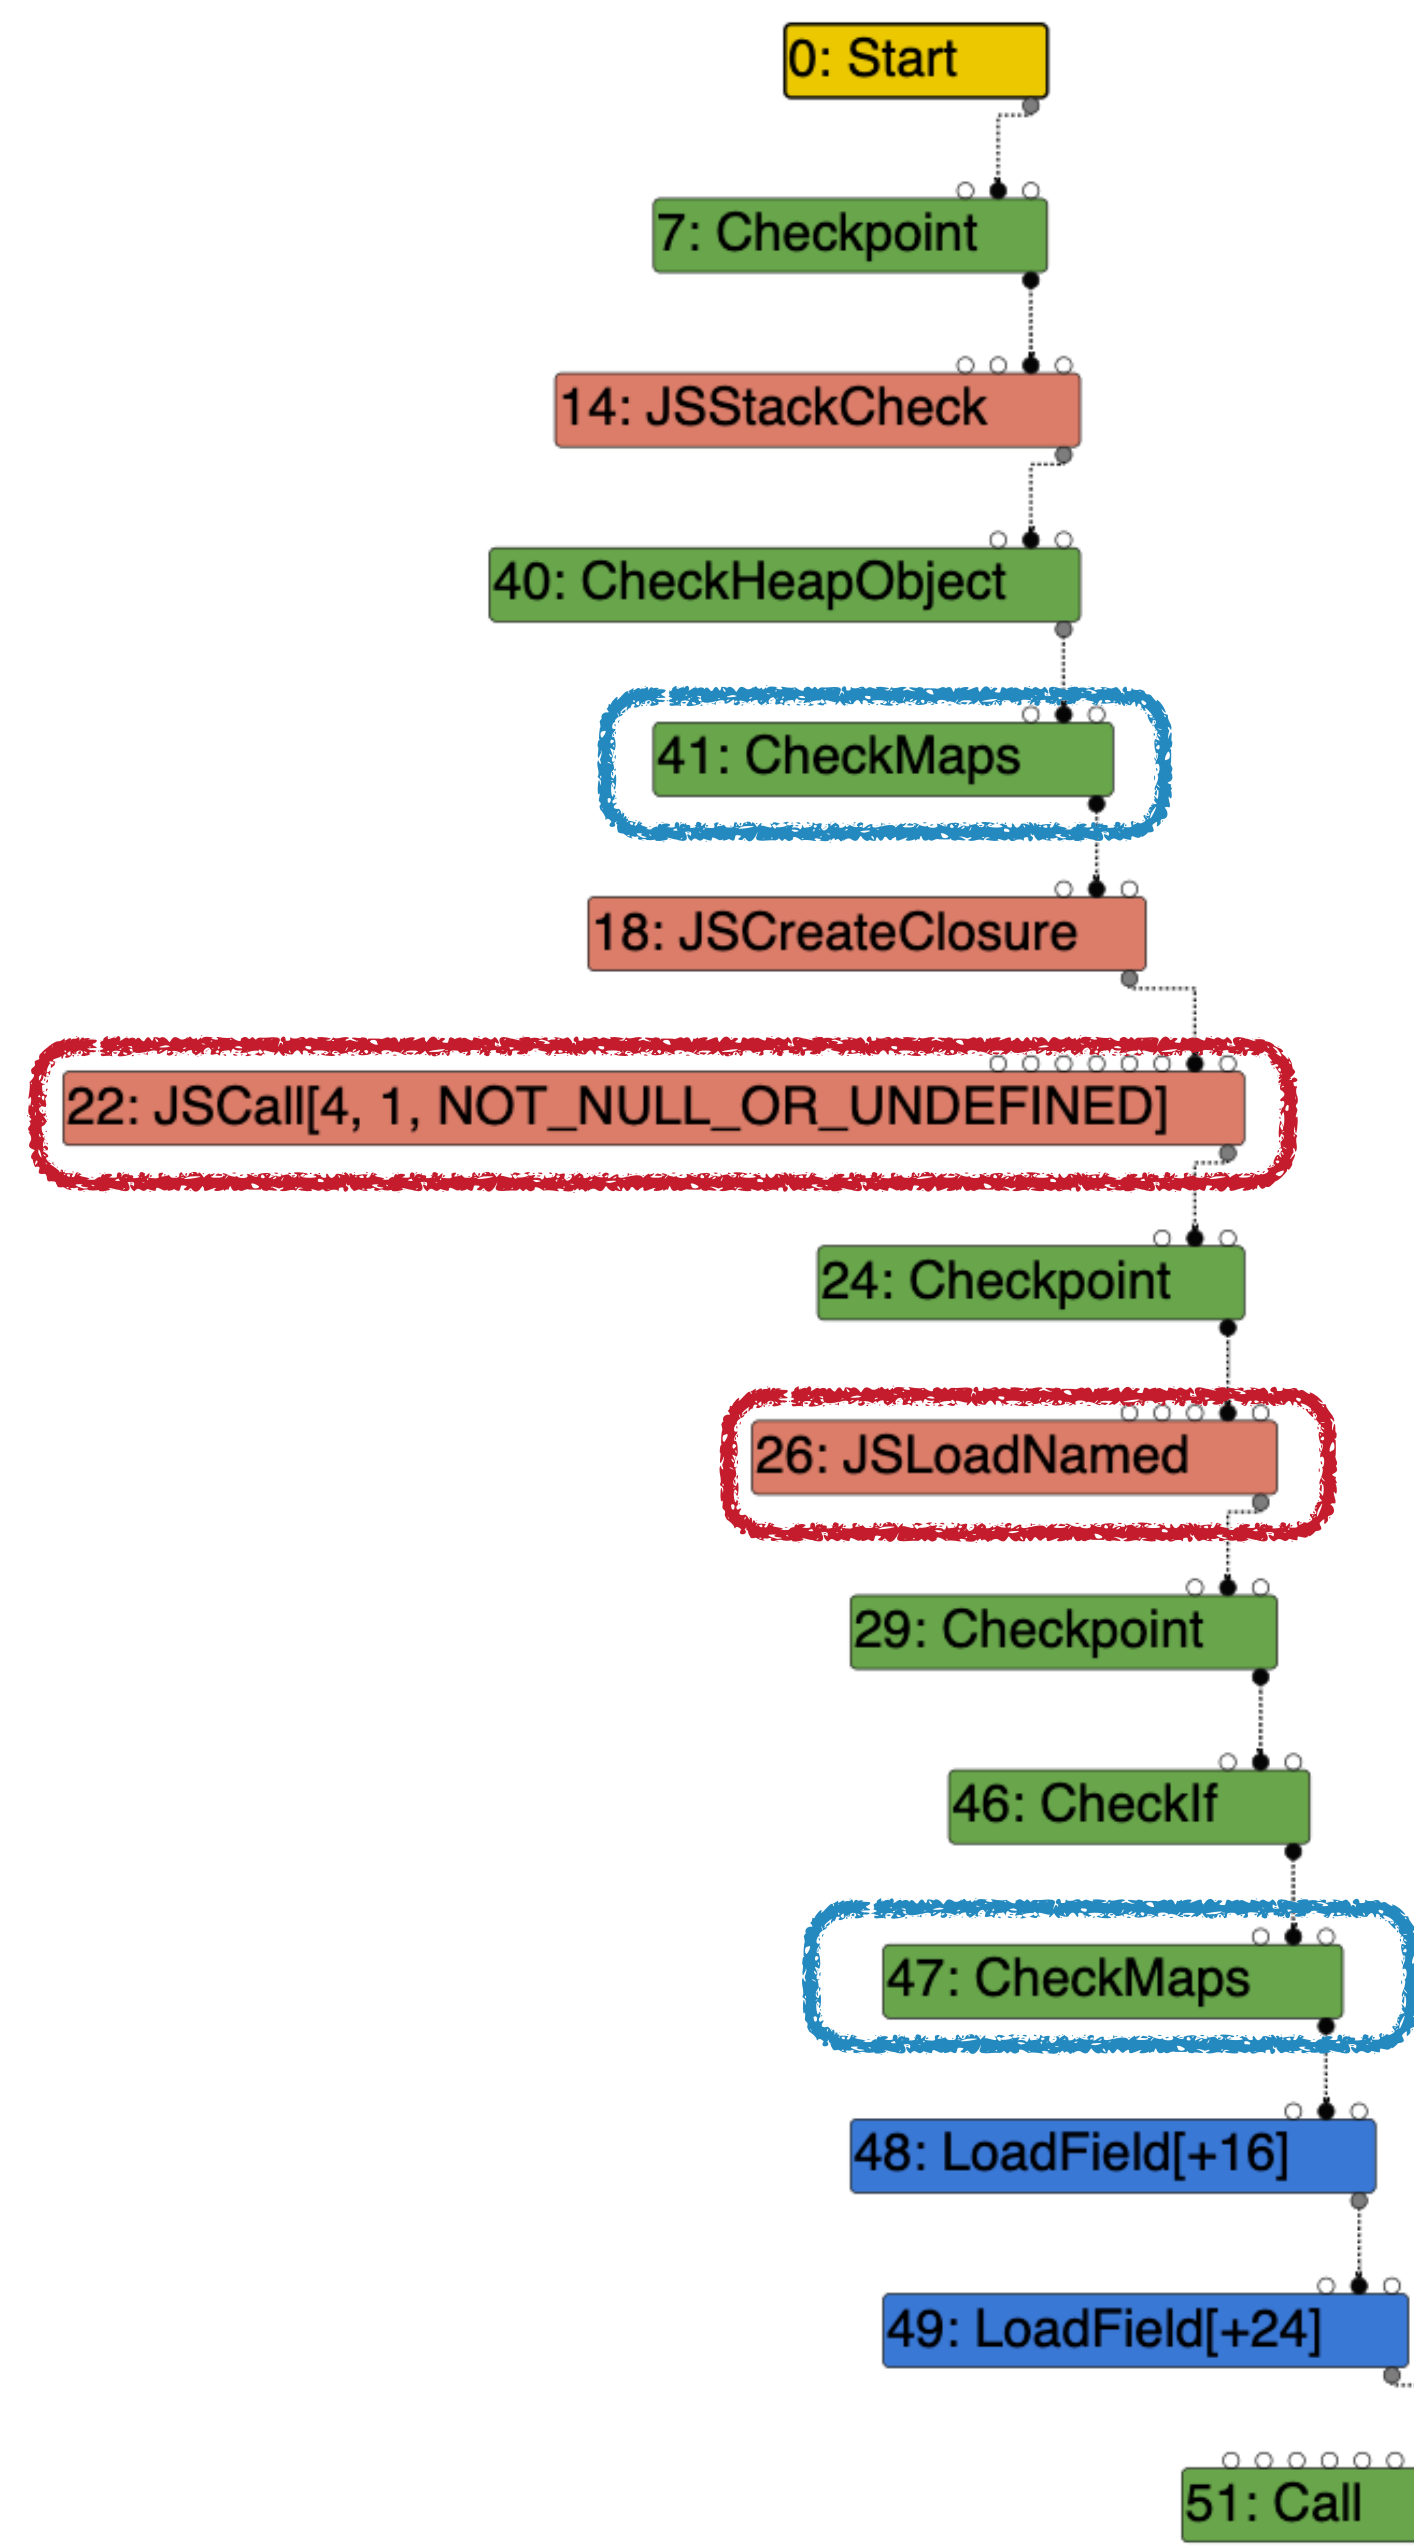 0: Start
7: Checkpoint
14: JSStackCheck
40: CheckHeapObject
41: CheckMaps
18: JSCreateClosure
22: JSCall[4, 1, NOT_NULL_OR_UNDEFINED]
24: Checkpoint
26: JSLoadNamed
29: Checkpoint
46: CheckIf
47: CheckMaps
48: LoadField[+16]
49: LoadField[+24]
51: Call